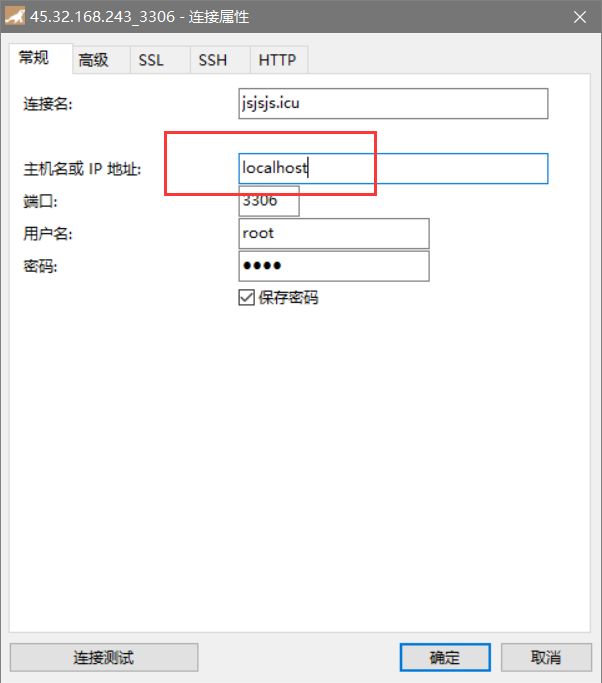 45.32.168.243_3306 - 连接属性
常规 高级 SSL SSH HTTP
连接名: jsjsjs.icu
主机名或 IP 地址: localhost
端口: 3306
用户名: root
密码: ●●●●
保存密码
连接测试 确定 取消